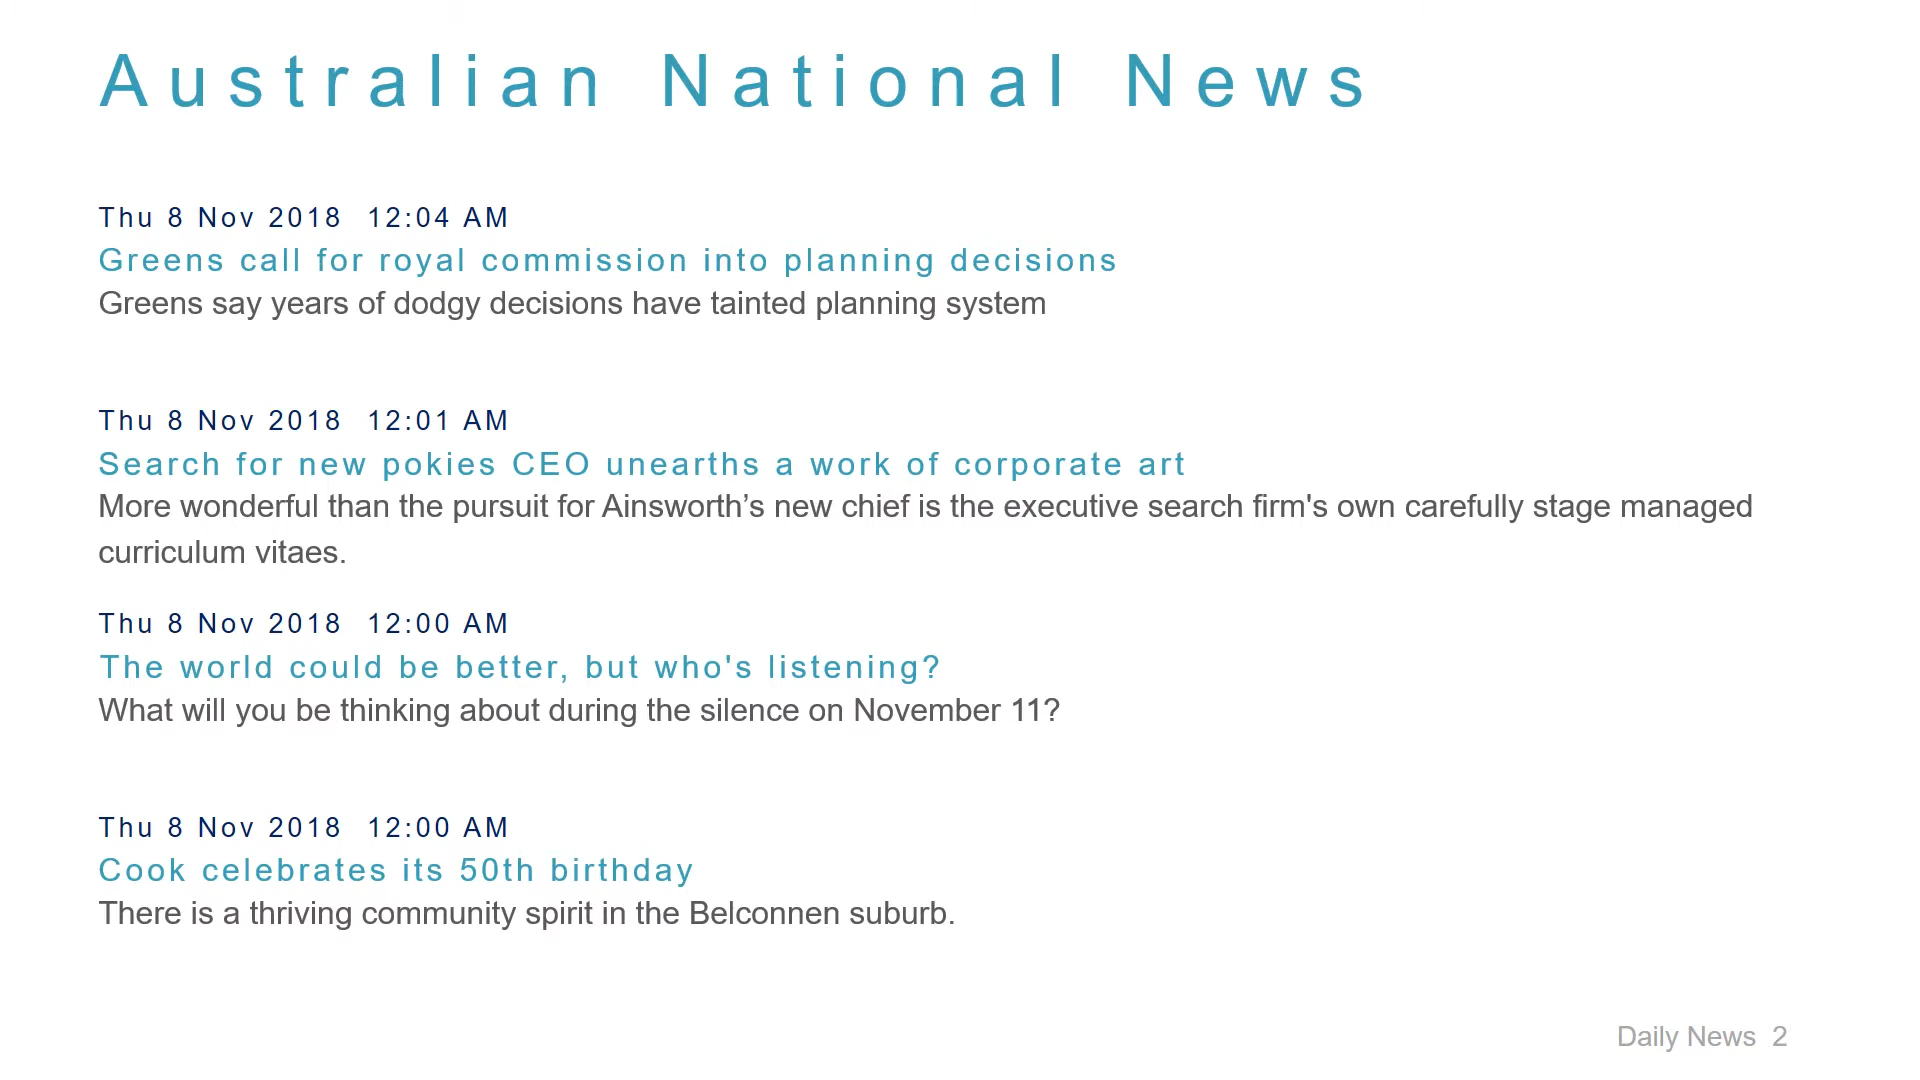 Australian National News
Thu 8 Nov 2018 12:04 AM
Greens call for royal commission into planning decisions
Greens say years of dodgy decisions have tainted planning system
Thu 8 Nov 2018 12:01 AM
Search for new pokies CEO unearths a work of corporate art
More wonderful than the pursuit for Ainsworth’s new chief is the executive search firm's own carefully stage managed
curriculum vitaes.
Thu 8 Nov 2018 12:00 AM
The world could be better, but who's listening?
What will you be thinking about during the silence on November 11?
Thu 8 Nov 2018 12:00 AM
Cook celebrates its 50th birthday
There is a thriving community spirit in the Belconnen suburb.
Daily News 2